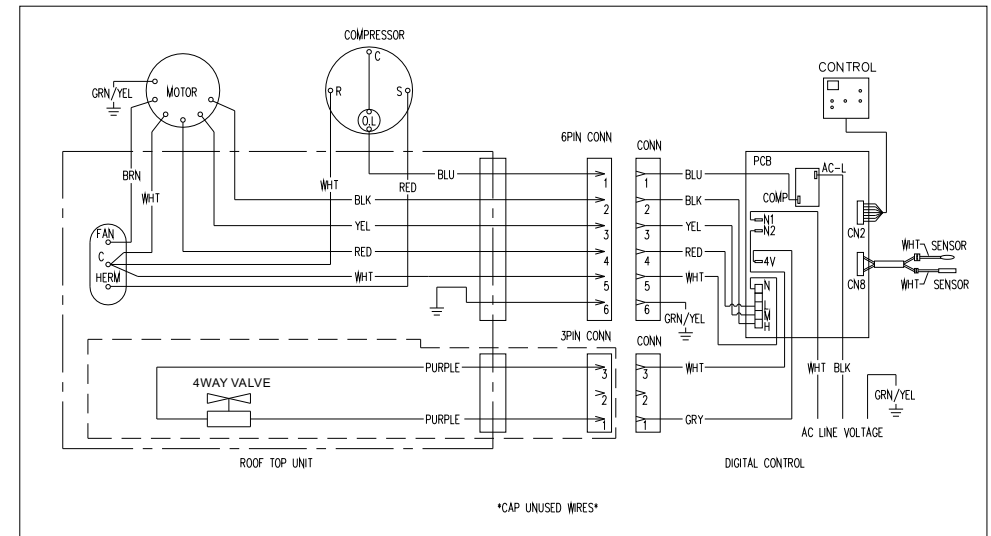 COMPRESSOR
C
CONTROL
GRN/YEL
MOTOR
R
S
O.L
6PIN CONN
CONN
PCB
AC-L
BRN
WHT
WHT
RED
BLU
1
1
BLU
COMP
BLK
2
2
BLK
N1
N2
CN2
YEL
3
3
YEL
FAN
C
HERM
RED
4
4
RED
4V
WHT
SENSOR
WHT
5
5
WHT
N
L
M
H
CN8
WHT
SENSOR
6
6
GRN/YEL
3PIN CONN
CONN
PURPLE
3
3
WHT
WHT
BLK
4WAY VALVE
2
2
GRN/YEL
PURPLE
1
1
GRY
AC LINE VOLTAGE
ROOF TOP UNIT
DIGITAL CONTROL
*CAP UNUSED WIRES*